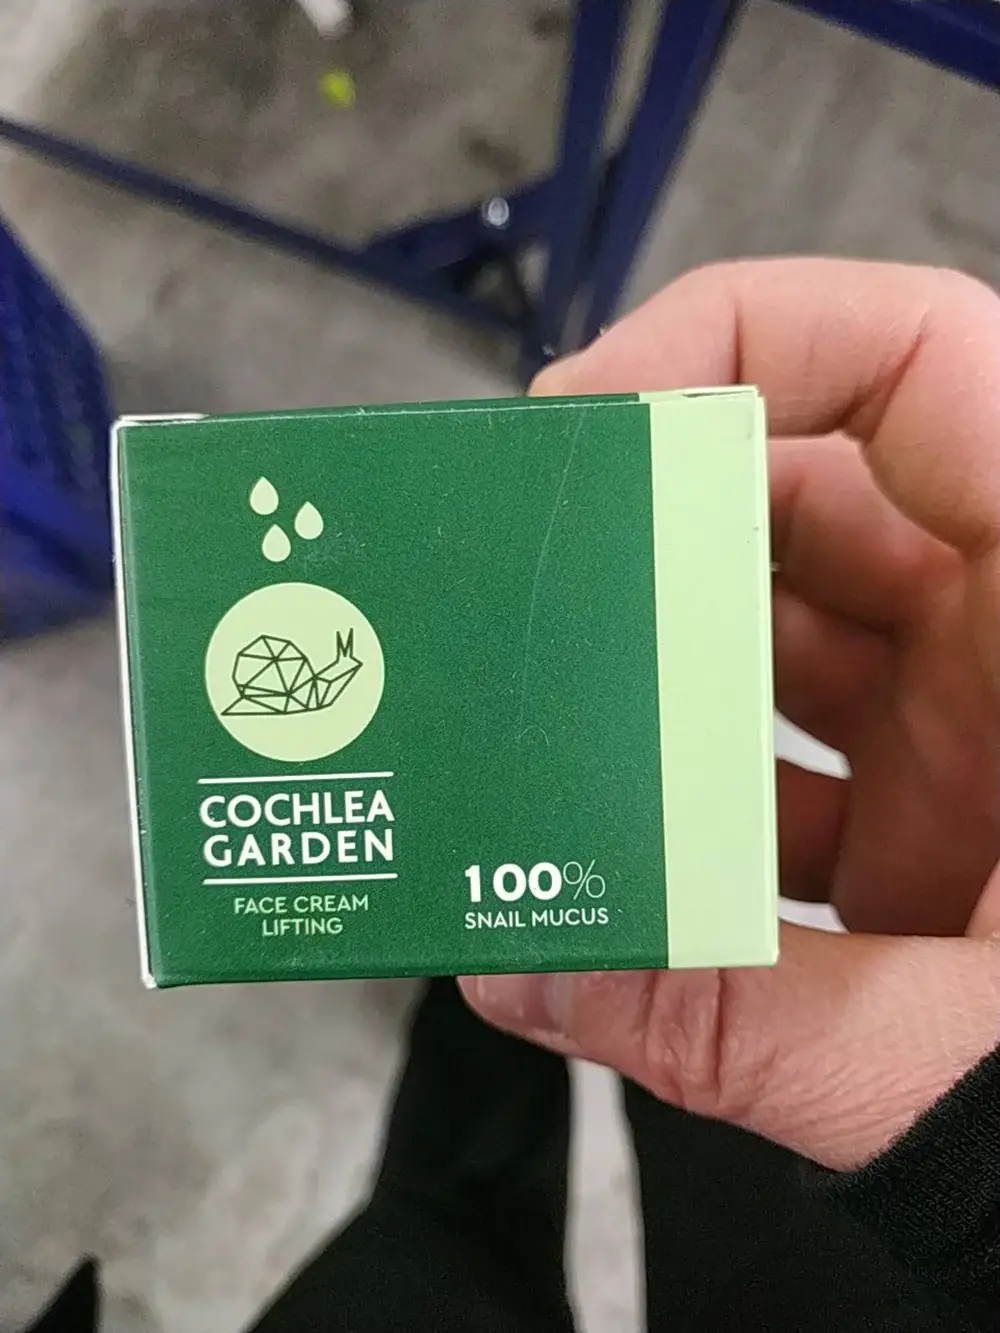 COCHLEA
GARDEN
FACE CREAM
LIFTING
100%
SNAIL MUCUS